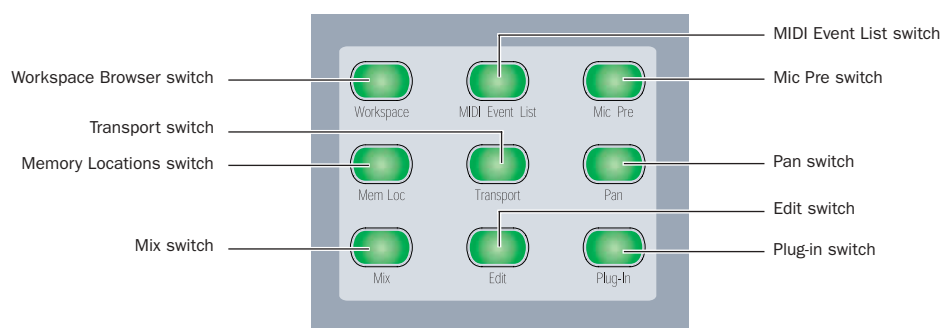 MIDI Event List switch
Workspace Browser switch
Mic Pre switch
Workspace
MIDI Event List
Mic Pre
Transport switch
Memory Locations switch
Pan switch
Mem Loc
Transport
Pan
Edit switch
Mix switch
Plug-in switch
Mix
Edit
Plug-In